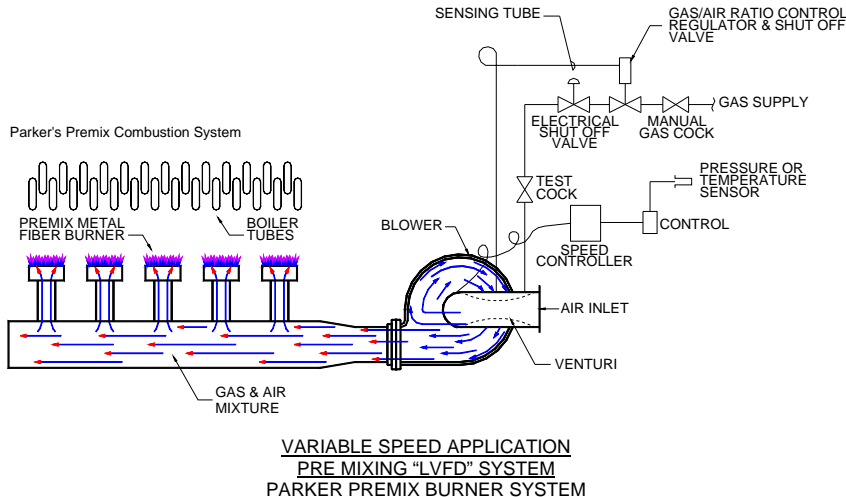 SENSING TUBE
GAS/AIR RATIO CONTROL
REGULATOR & SHUT OFF
VALVE
GAS SUPPLY
ELECTRICAL
SHUT OFF
VALVE
MANUAL
GAS COCK
Parker's Premix Combustion System
PRESSURE OR
TEMPERATURE
SENSOR
TEST
COCK
PREMIX METAL
FIBER BURNER
BOILER
TUBES
BLOWER
CONTROL
SPEED
CONTROLLER
AIR INLET
VENTURI
GAS & AIR
MIXTURE
VARIABLE SPEED APPLICATION
PRE MIXING “LVFD” SYSTEM
PARKER PREMIX BURNER SYSTEM